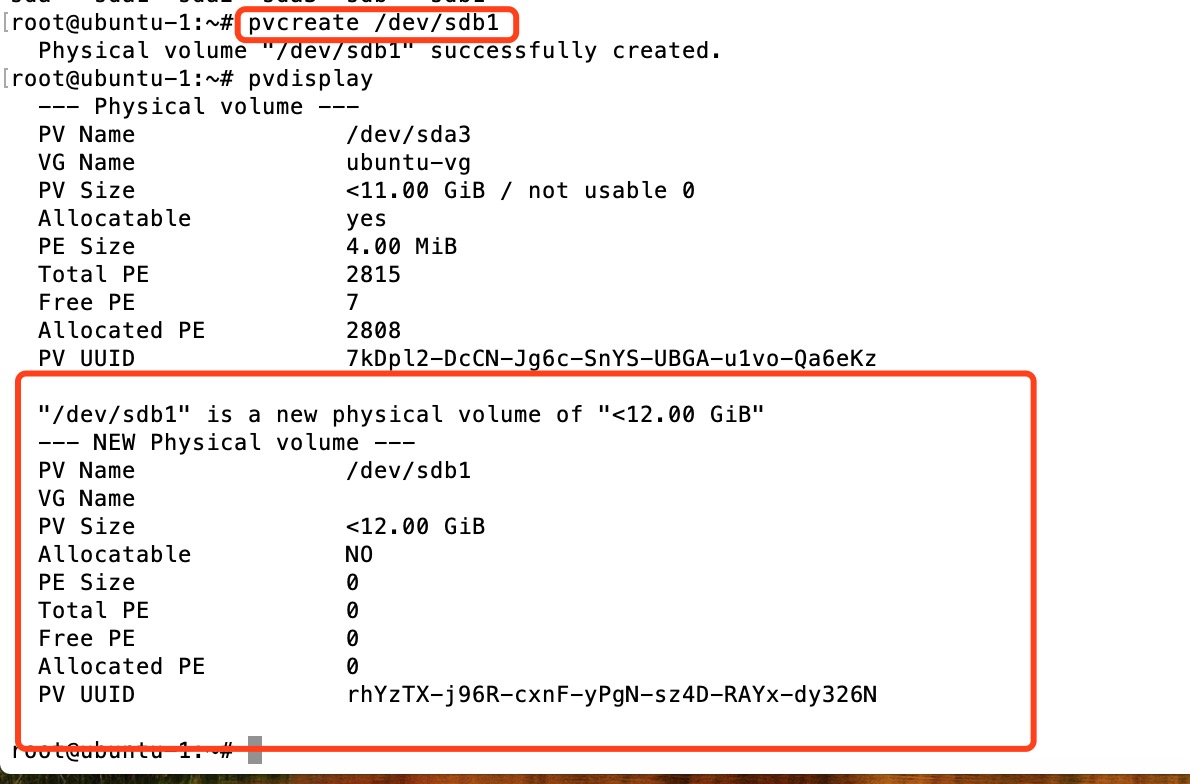 [root@ubuntu-1:~# pvcreate /dev/sdb1
Physical volume "/dev/sdb1" successfully created.
[root@ubuntu-1:~# pvdisplay
--- Physical volume ---
PV Name               /dev/sda3
VG Name               ubuntu-vg
PV Size               <11.00 GiB / not usable 0
Allocatable           yes
PE Size               4.00 MiB
Total PE              2815
Free PE               7
Allocated PE          2808
PV UUID               7kDpl2-DcCN-Jg6c-SnYS-UBGA-u1vo-Qa6eKz
"/dev/sdb1" is a new physical volume of "<12.00 GiB"
--- NEW Physical volume ---
PV Name               /dev/sdb1
VG Name
PV Size               <12.00 GiB
Allocatable           NO
PE Size               0
Total PE              0
Free PE               0
Allocated PE          0
PV UUID               rhYzTX-j96R-cxnF-yPgN-sz4D-RAYx-dy326N
root@ubuntu-1:~#